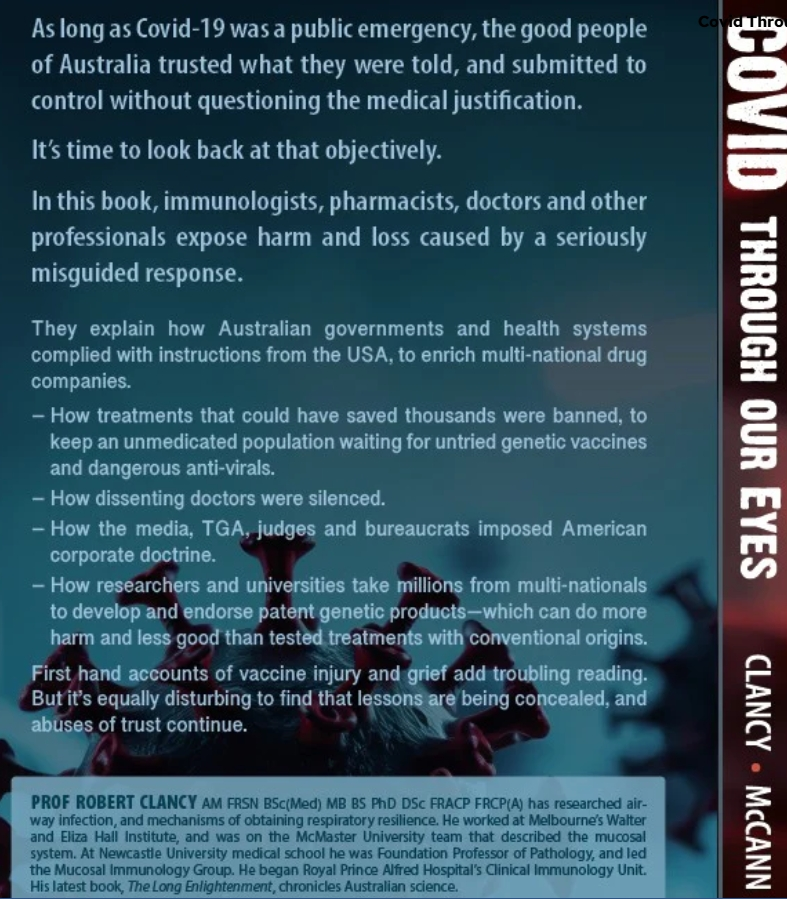 As long as Covid-19 was a public emergency, the good people
of Australia trusted what they were told, and submitted to
control without questioning the medical justification.
It's time to look back at that objectively.
In this book, immunologists, pharmacists, doctors and other
professionals expose harm and loss caused by a seriously
misguided response.
They explain how Australian governments and health systems
complied with instructions from the USA, to enrich multi-national drug
companies.
– How treatments that could have saved thousands were banned, to
keep an unmedicated population waiting for untried genetic vaccines
and dangerous anti-virals.
– How dissenting doctors were silenced.
– How the media, TGA, judges and bureaucrats imposed American
corporate doctrine.
– How researchers and universities take millions from multi-nationals
to develop and endorse patent genetic products—which can do more
harm and less good than tested treatments with conventional origins.
First hand accounts of vaccine injury and grief add troubling reading.
But it's equally disturbing to find that lessons are being concealed, and
abuses of trust continue.
PROF ROBERT CLANCY AM FRSN BSc(Med) MB BS PhD DSc FRACP FRCP(A) has researched air-
way infection, and mechanisms of obtaining respiratory resilience. He worked at Melbourne's Walter
and Eliza Hall Institute, and was on the McMaster University team that described the mucosal
system. At Newcastle University medical school he was Foundation Professor of Pathology, and led
the Mucosal Immunology Group. He began Royal Prince Alfred Hospital's Clinical Immunology Unit.
His latest book, The Long Enlightenment, chronicles Australian science.
Covid Throu
COVID THROUGH OUR EYES
CLANCY • McCANN